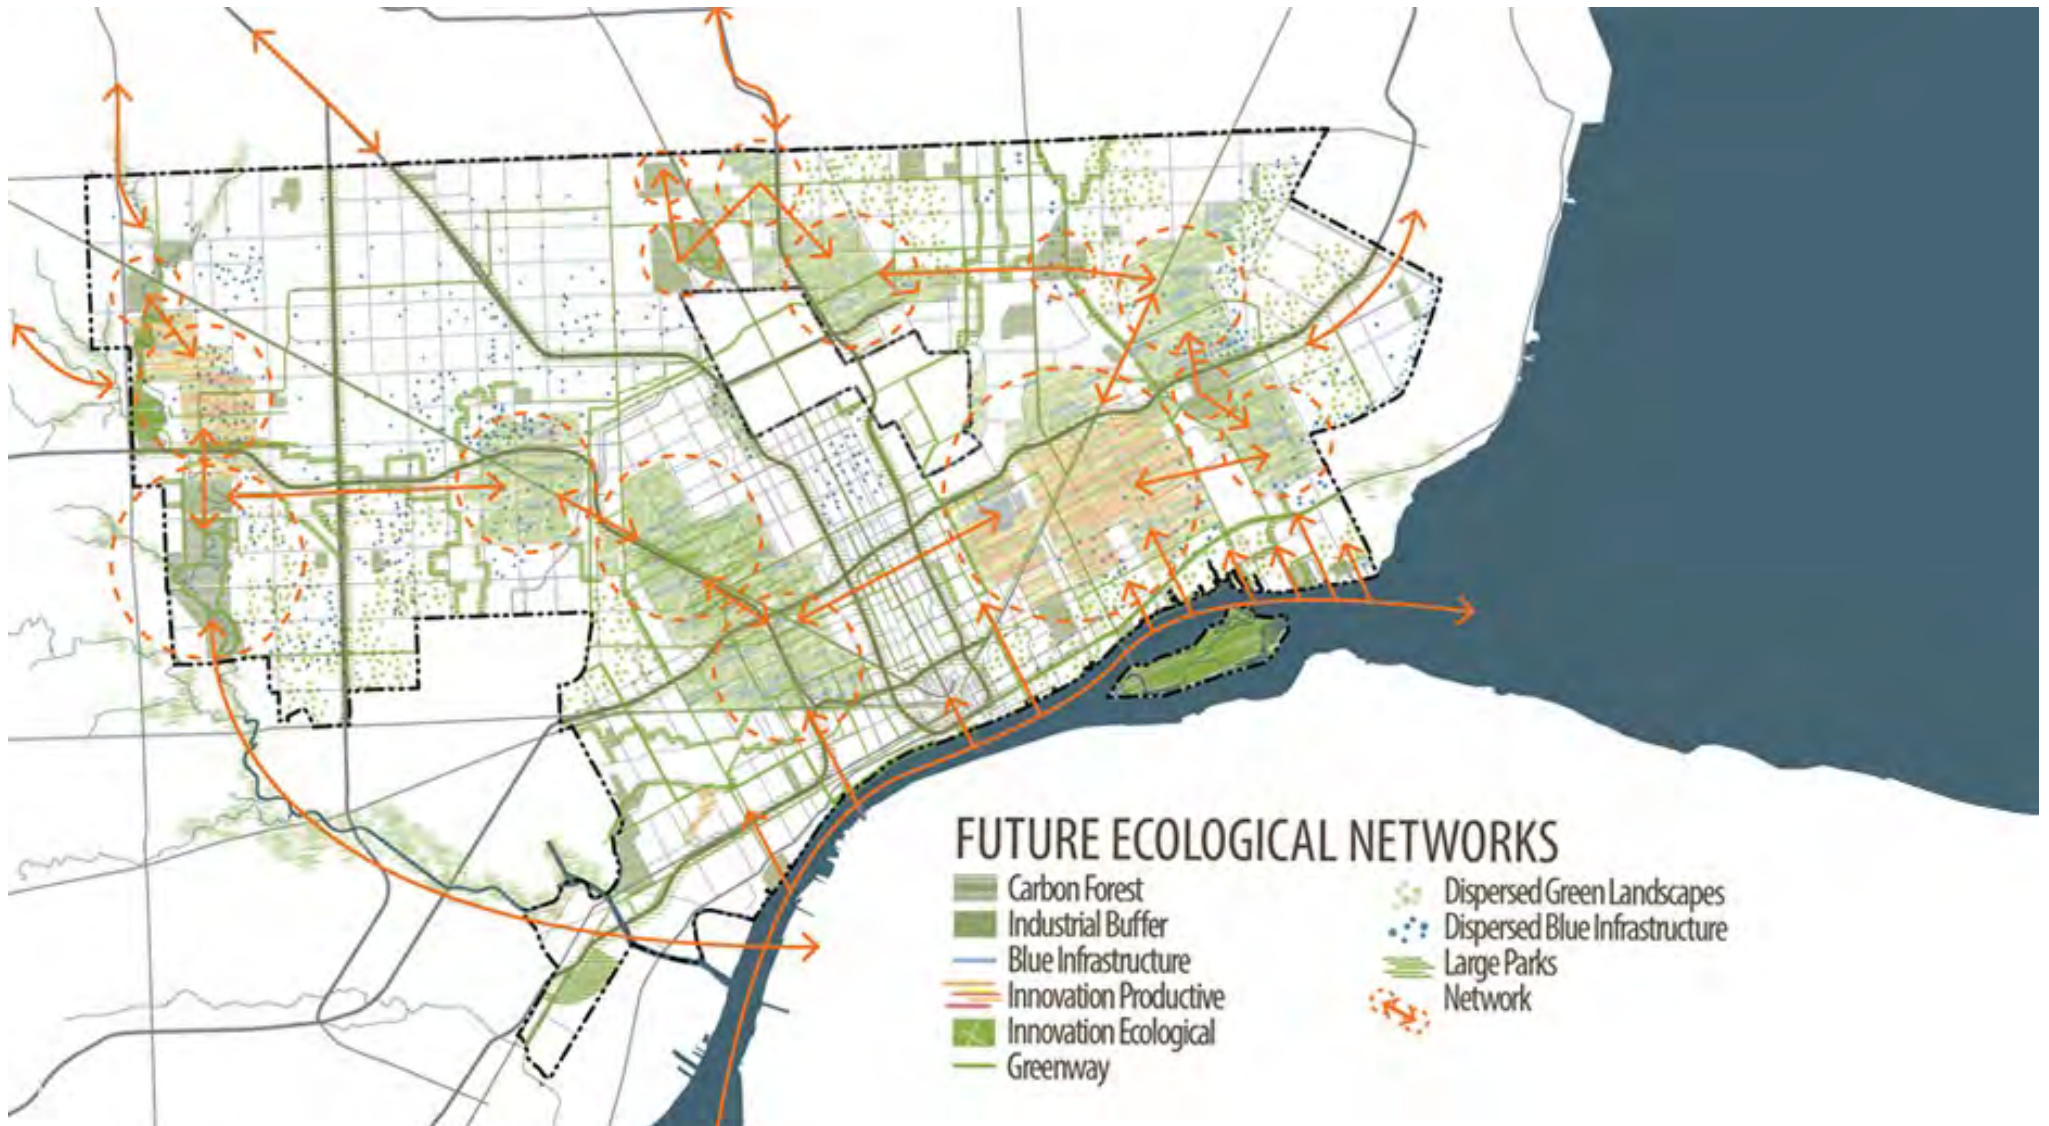 FUTURE ECOLOGICAL NETWORKS
Carbon Forest
Industrial Buffer
Blue Infrastructure
Innovation Productive
Innovation Ecological
Greenway
Dispersed Green Landscapes
Dispersed Blue Infrastructure
Large Parks
Network